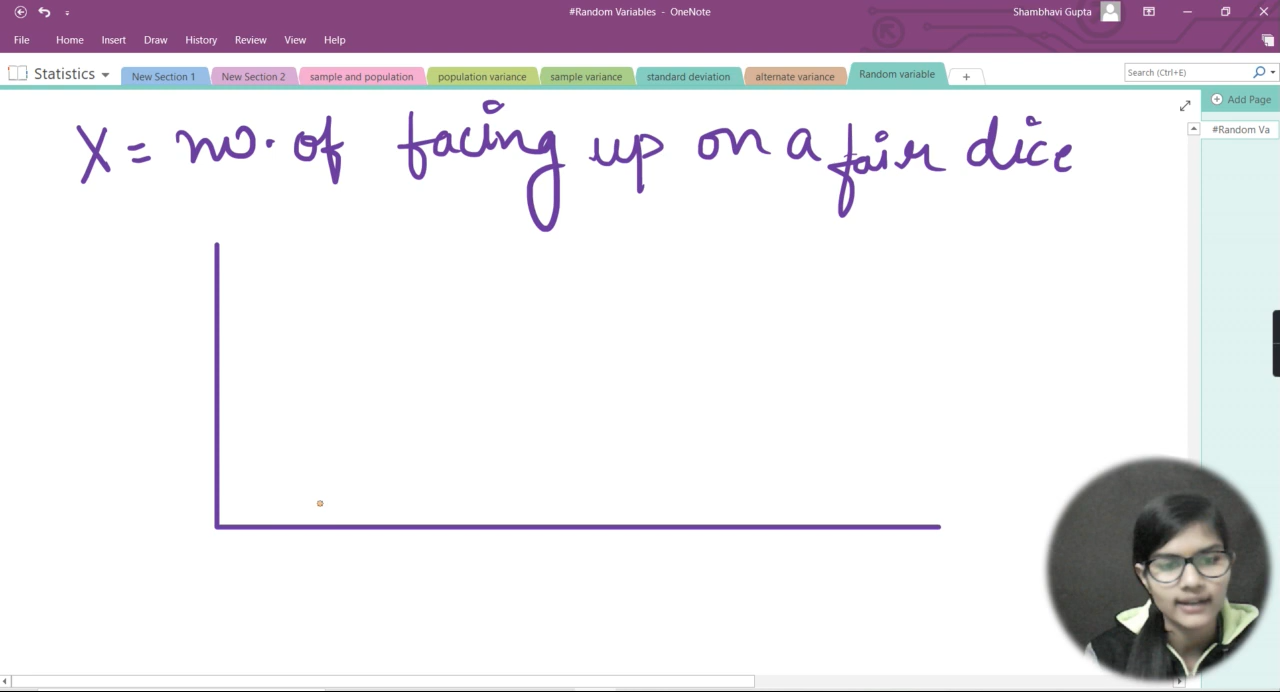 #Random Variables - OneNote
Shambhavi Gupta
File Home Insert Draw History Review View Help
Statistics
New Section 1
New Section 2
sample and population
population variance
sample variance
standard deviation
alternate variance
Random variable
Search (Ctrl+E)
Add Page
#Random Va
X = no. of facing up on a fair dice